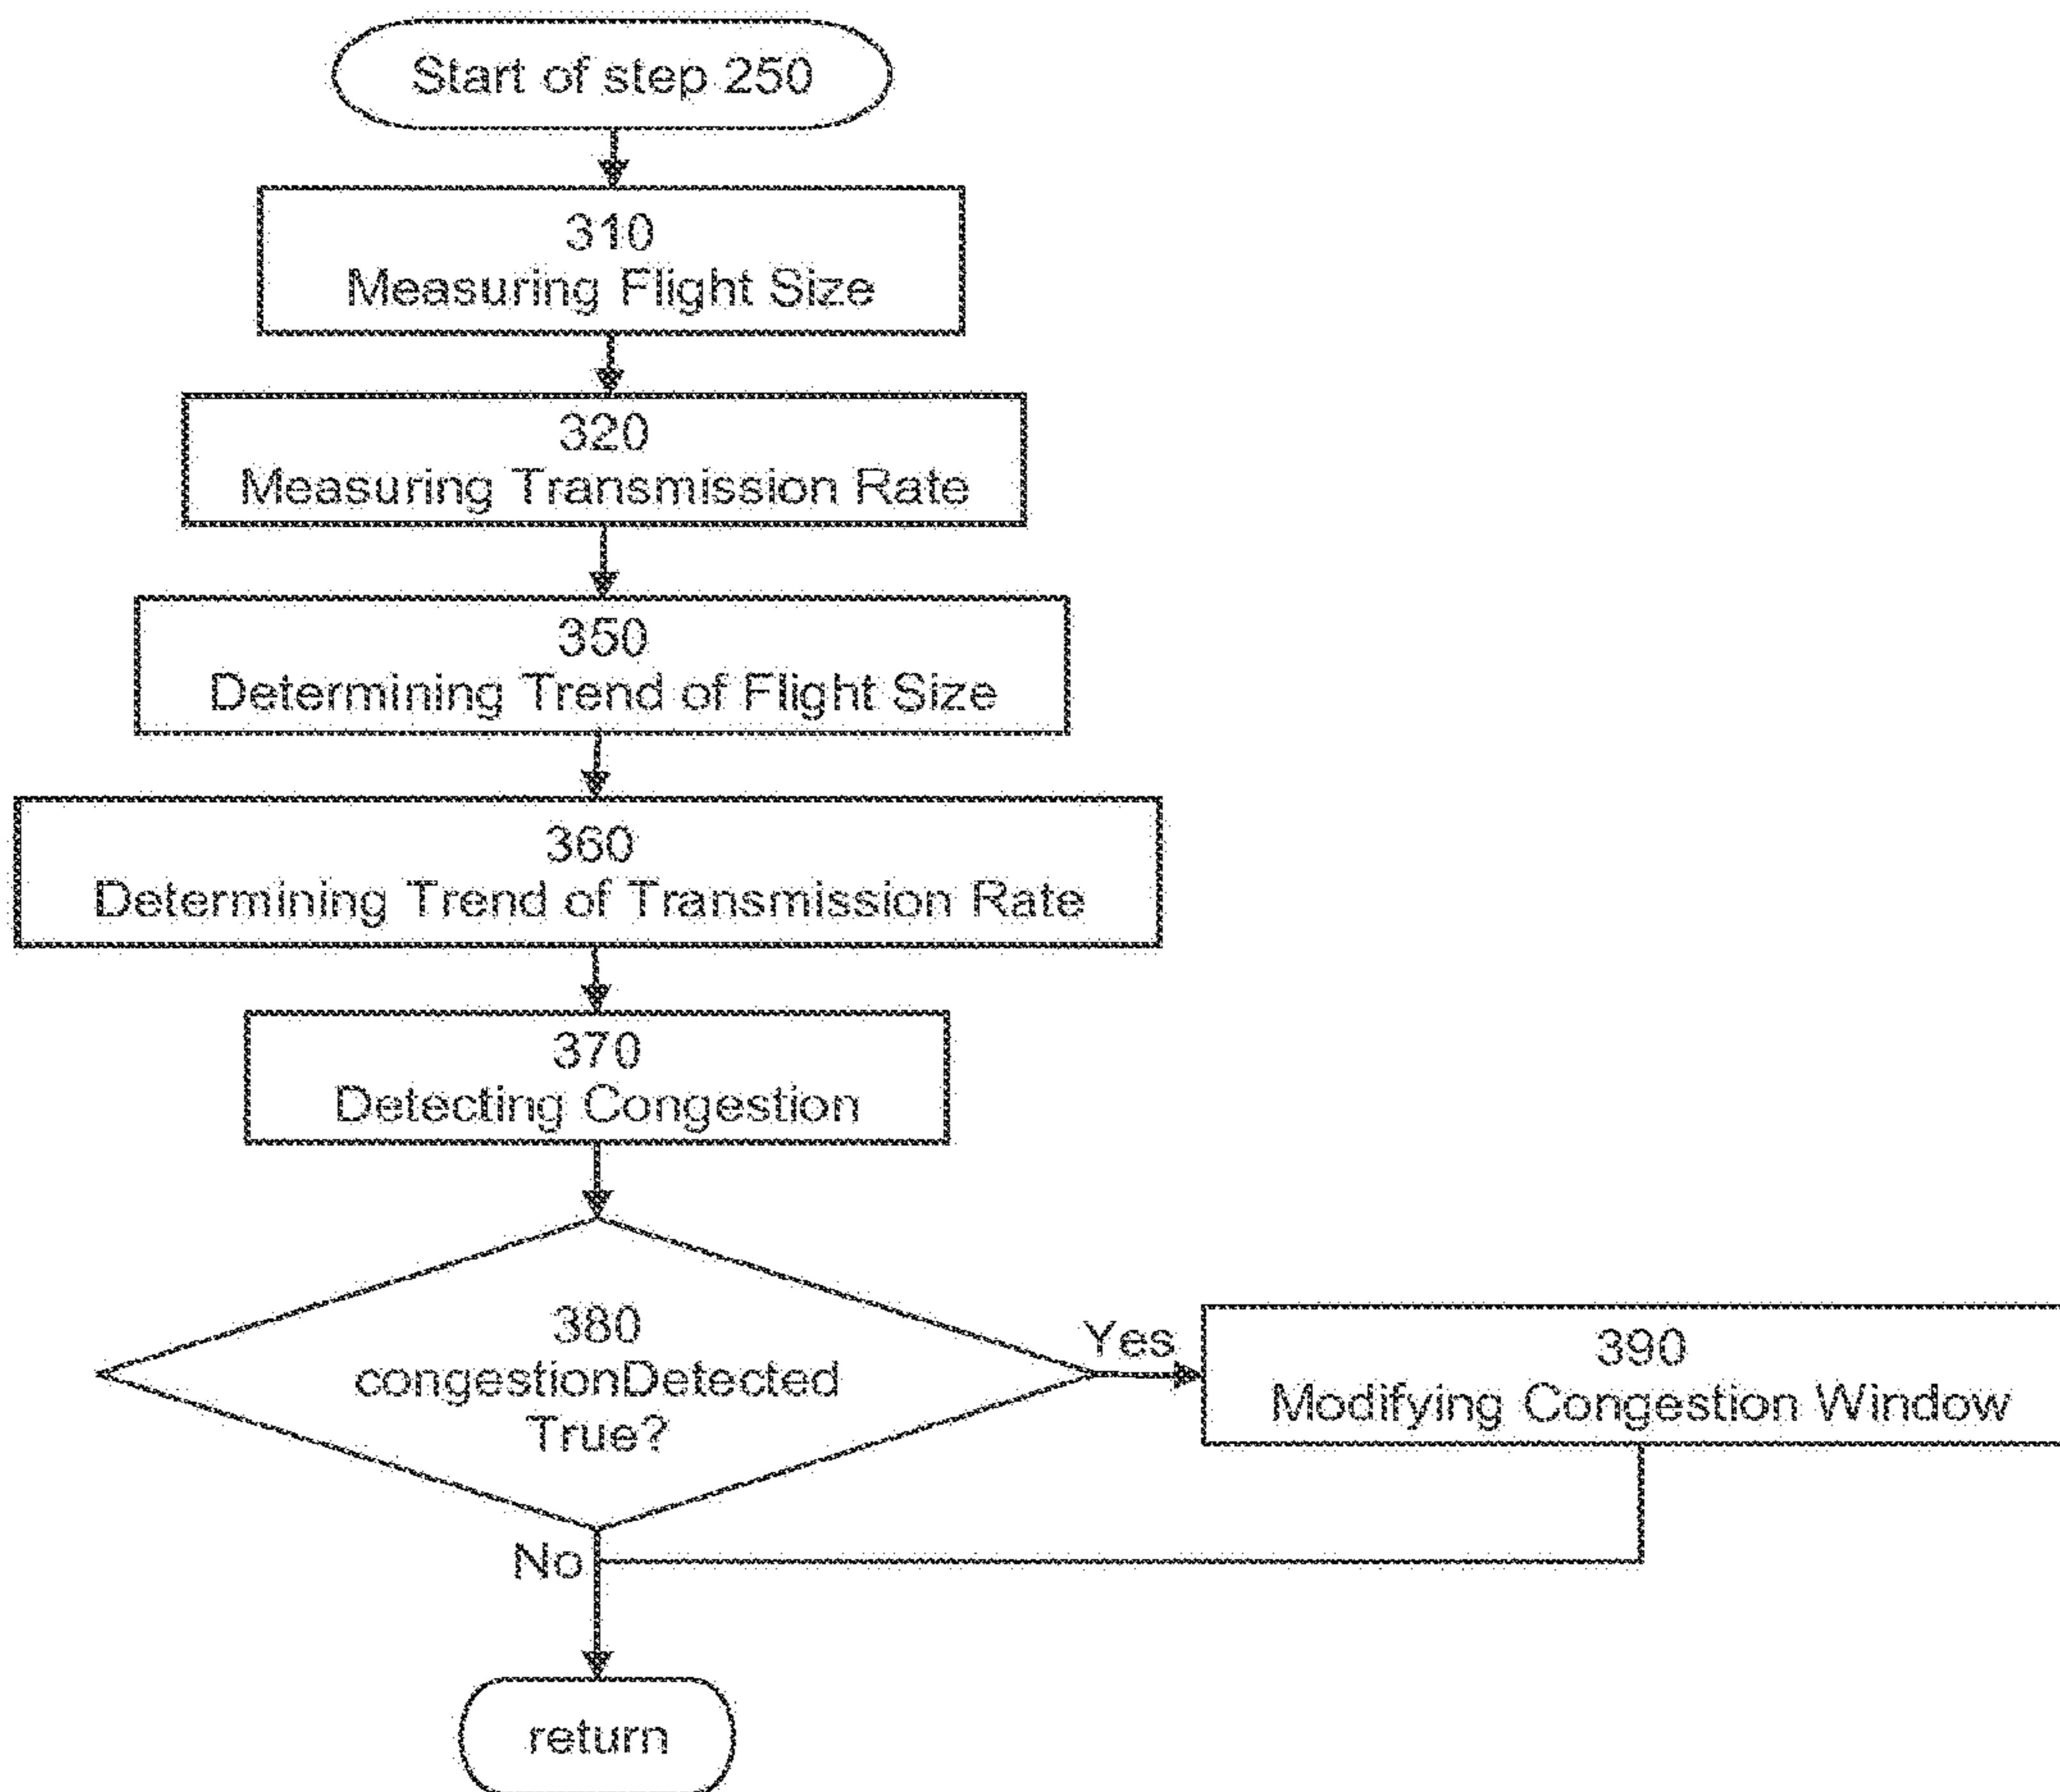 Start of step 250
310
Measuring Flight Size
320
Measuring Transmission Rate
350
Determining Trend of Flight Size
360
Determining Trend of Transmission Rate
370
Detecting Congestion
380
congestionDetected
True?
Yes
390
Modifying Congestion Window
No
return